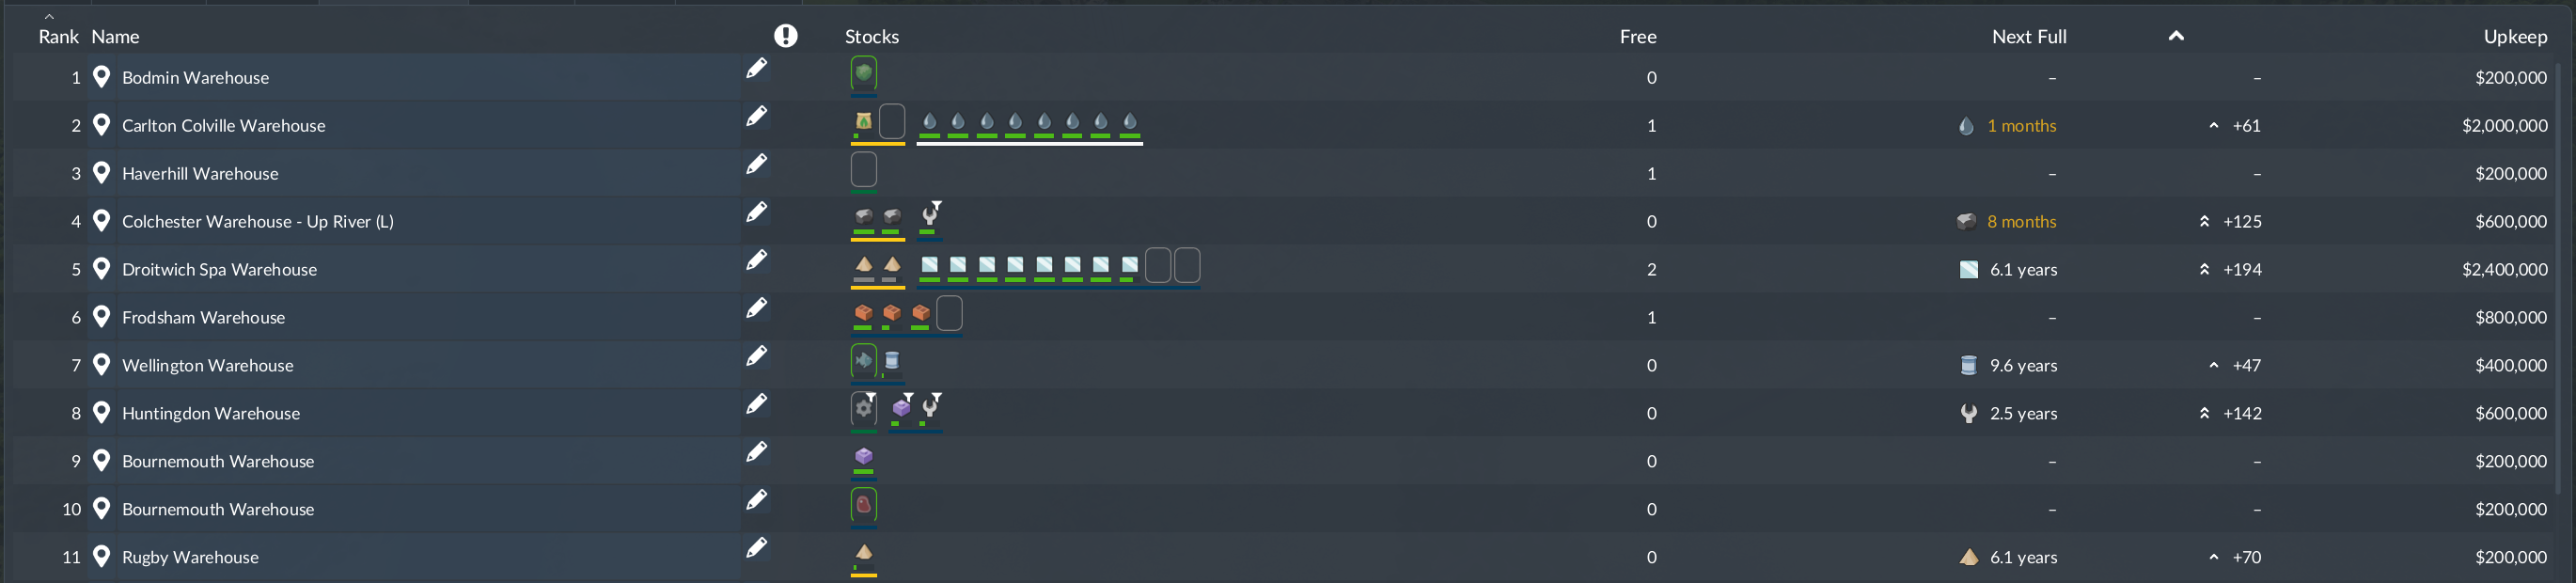 Rank Name Stocks Free Next Full Upkeep
1 Bodmin Warehouse 0 – – $200,000
2 Carlton Colville Warehouse 1 1 months +61 $2,000,000
3 Haverhill Warehouse 1 – – $200,000
4 Colchester Warehouse - Up River (L) 0 8 months +125 $600,000
5 Droitwich Spa Warehouse 2 6.1 years +194 $2,400,000
6 Frodsham Warehouse 1 – – $800,000
7 Wellington Warehouse 0 9.6 years +47 $400,000
8 Huntingdon Warehouse 0 2.5 years +142 $600,000
9 Bournemouth Warehouse 0 – – $200,000
10 Bournemouth Warehouse 0 – – $200,000
11 Rugby Warehouse 0 6.1 years +70 $200,000